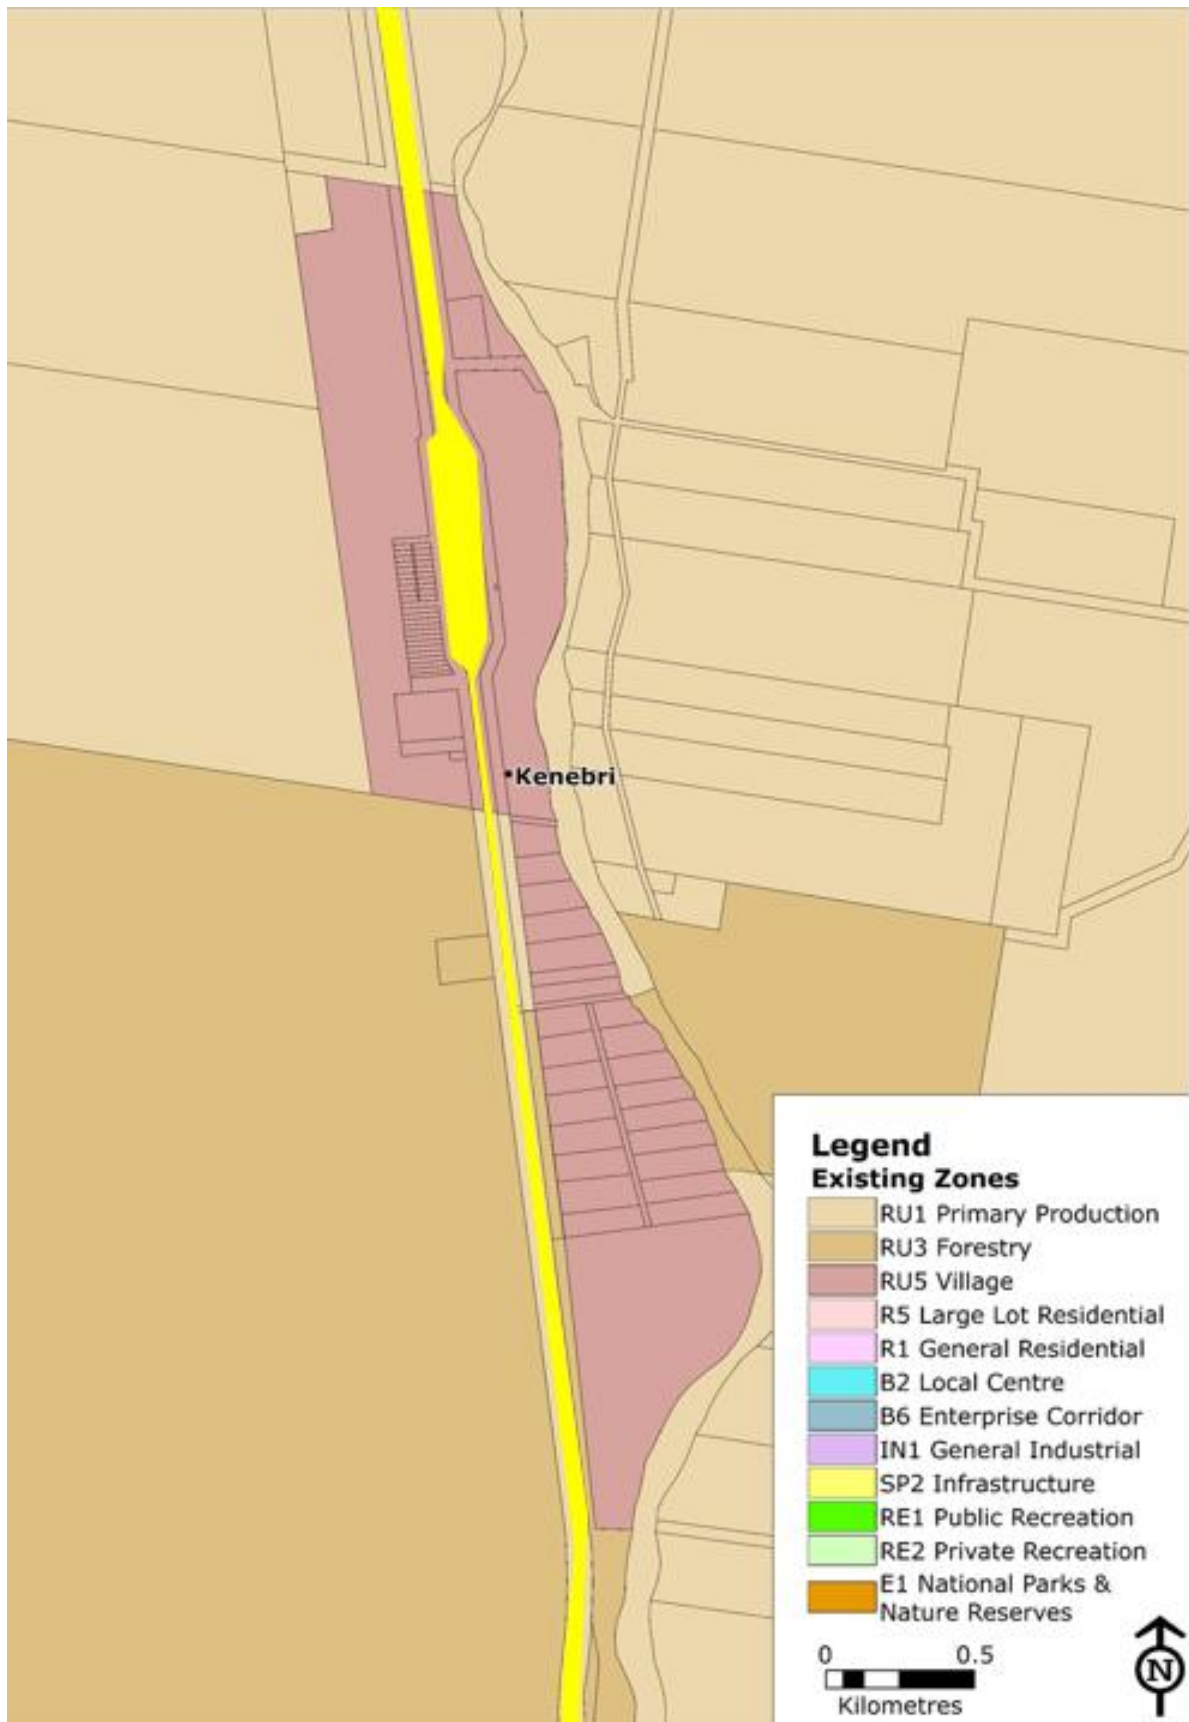 Kenebri
Legend
Existing Zones
RU1 Primary Production
RU3 Forestry
RU5 Village
R5 Large Lot Residential
R1 General Residential
B2 Local Centre
B6 Enterprise Corridor
IN1 General Industrial
SP2 Infrastructure
RE1 Public Recreation
RE2 Private Recreation
E1 National Parks &
Nature Reserves
0 0.5
Kilometres
N